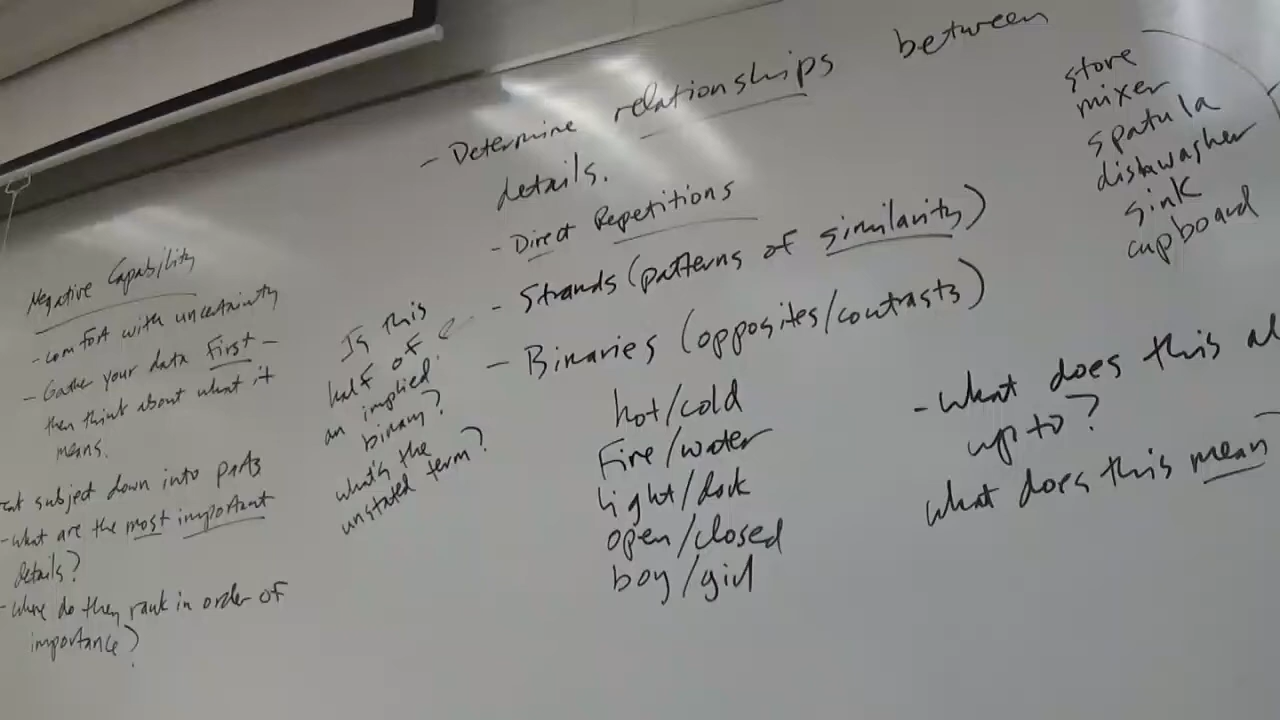 Negative Capability
- comfort with uncertainty
- Gather your data first -
then think about what it
means.
subject down into parts
- what are the most important
details?
- where do they rank in order of
importance?
Is this
half of
an implied
binary?
what's the
unstated term?
- Determine relationships between
details.
- Direct Repetitions
- Strands (patterns of similarity)
- Binaries (opposites/contrasts)
hot/cold
Fire/water
light/dark
open/closed
boy/girl
store
mixer
spatula
dishwasher
sink
cupboard
- what does this
up to?
what does this mean